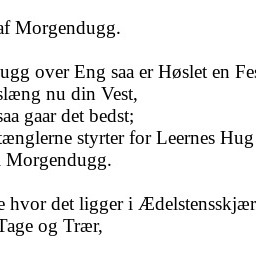 af Morgendugg.
ugg over Eng saa er Høslet en Fes
slæng nu din Vest,
saa gaar det bedst;
tænglerne styrter for Leernes Hug
Morgendugg.
e hvor det ligger i Ædelstensskjær
Tage og Trær,